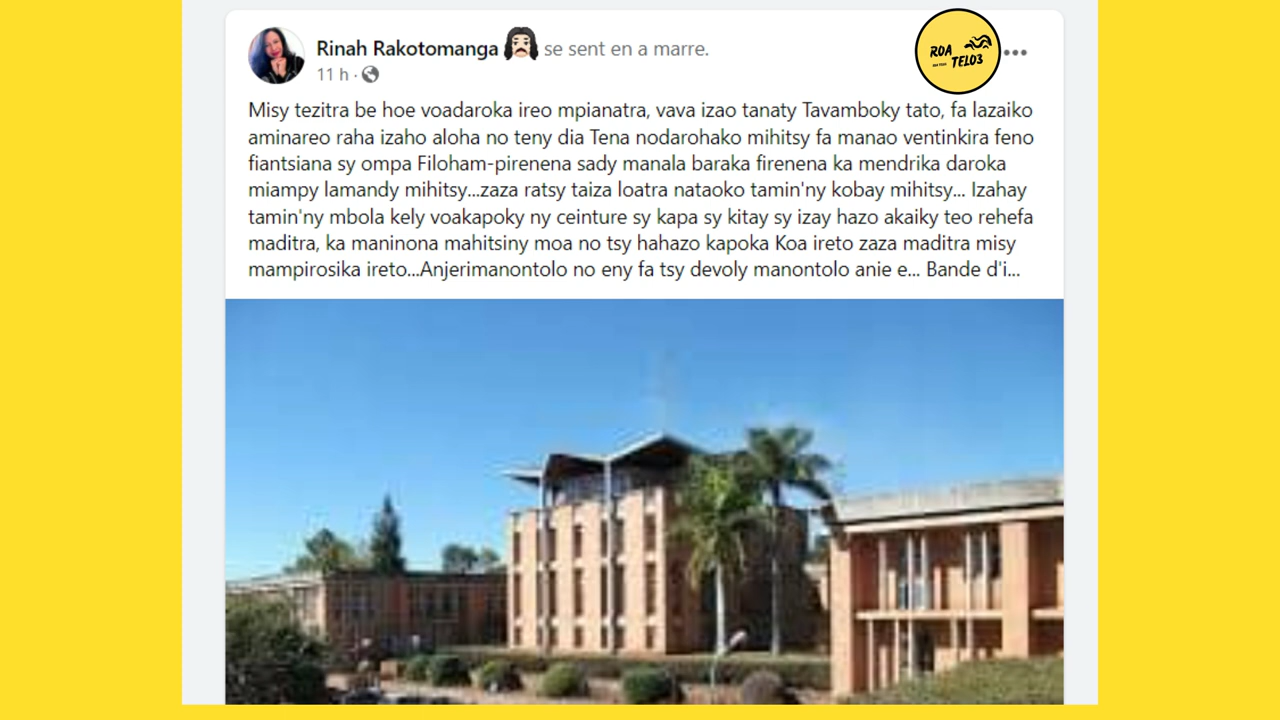 Rinah Rakotomanga se sent en a marre.
11 h ·
ROA
TELO3
Misy tezitra be hoe voadaroka ireo mpianatra, vava izao tanaty Tavamboky tato, fa lazaiko
aminareo raha izaho aloha no teny dia Tena nodarohako mihitsy fa manao ventinkira feno
fiantsiana sy ompa Filoham-pirenena sady manala baraka firenena ka mendrika daroka
miampy lamandy mihitsy...zaza ratsy taiza loatra nataoko tamin'ny kobay mihitsy... Izahay
tamin'ny mbola kely voakapoky ny ceinture sy kapa sy kitay sy izay hazo akaiky teo rehefa
maditra, ka maninona mahitsiny moa no tsy hahazo kapoka Koa ireto zaza maditra misy
mampirosika ireto...Anjerimanontolo no eny fa tsy devoly manontolo anie e... Bande d'i...